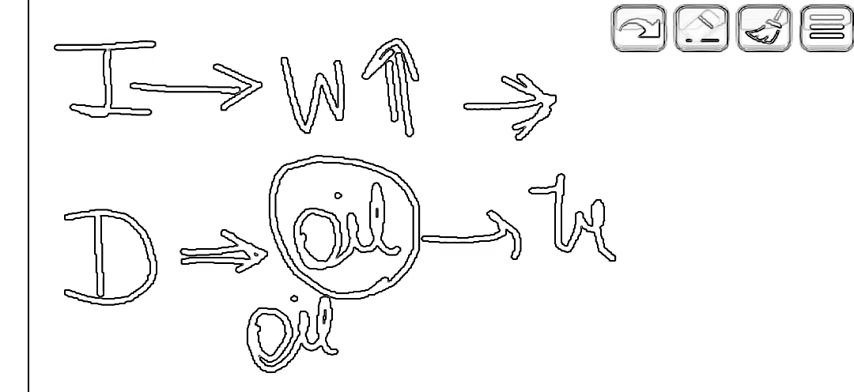 I → W ↑ →
D ⇒ oil →
oil